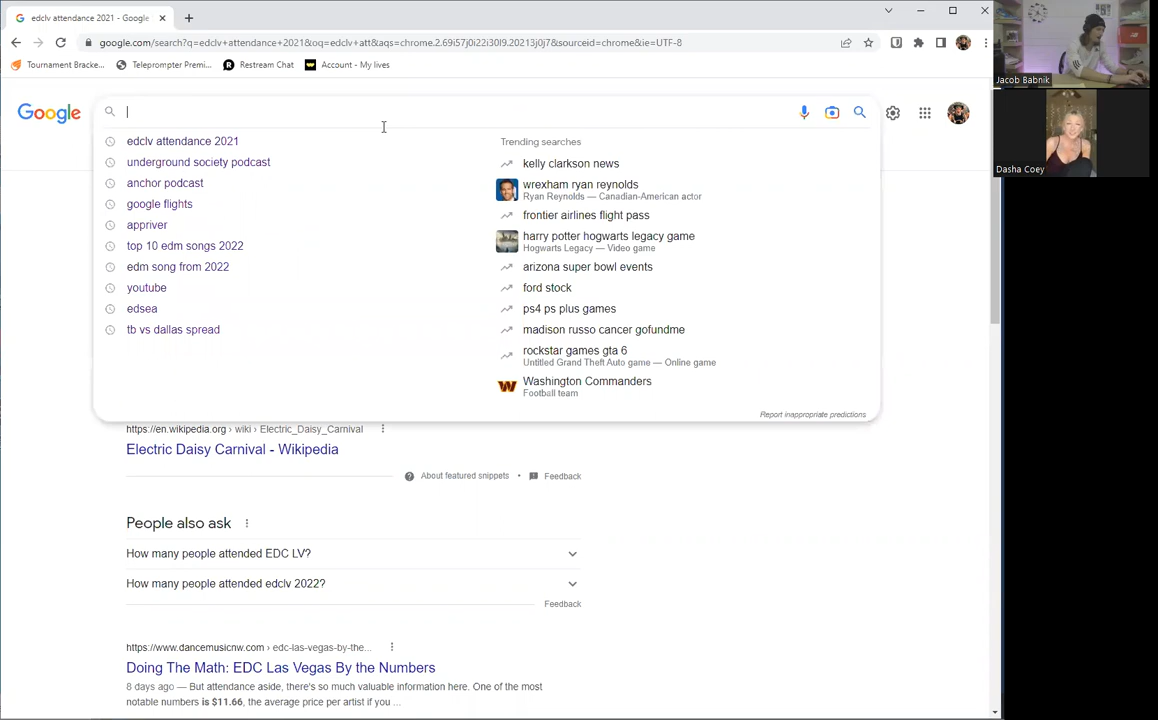 edclv attendance 2021 - Google
google.com/search?q=edclv+attendance+2021&oq=edclv+att&aqs=chrome.2.69i57j0i22i30l9.20213j0j7&sourceid=chrome&ie=UTF-8
Tournament Bracke...
Teleprompter Premi...
Restream Chat
Account - My lives
Jacob Babnik
Dasha Coey
Google
edclv attendance 2021
underground society podcast
anchor podcast
google flights
appriver
top 10 edm songs 2022
edm song from 2022
youtube
edsea
tb vs dallas spread
Trending searches
kelly clarkson news
wrexham ryan reynolds
Ryan Reynolds — Canadian-American actor
frontier airlines flight pass
harry potter hogwarts legacy game
Hogwarts Legacy — Video game
arizona super bowl events
ford stock
ps4 ps plus games
madison russo cancer gofundme
rockstar games gta 6
Untitled Grand Theft Auto game — Online game
Washington Commanders
Football team
Report inappropriate predictions
https://en.wikipedia.org › wiki › Electric_Daisy_Carnival
Electric Daisy Carnival - Wikipedia
About featured snippets • Feedback
People also ask
How many people attended EDC LV?
How many people attended edclv 2022?
Feedback
https://www.dancemusicnw.com › edc-las-vegas-by-the...
Doing The Math: EDC Las Vegas By the Numbers
8 days ago — But attendance aside, there's so much valuable information here. One of the most
notable numbers is $11.66, the average price per artist if you ...